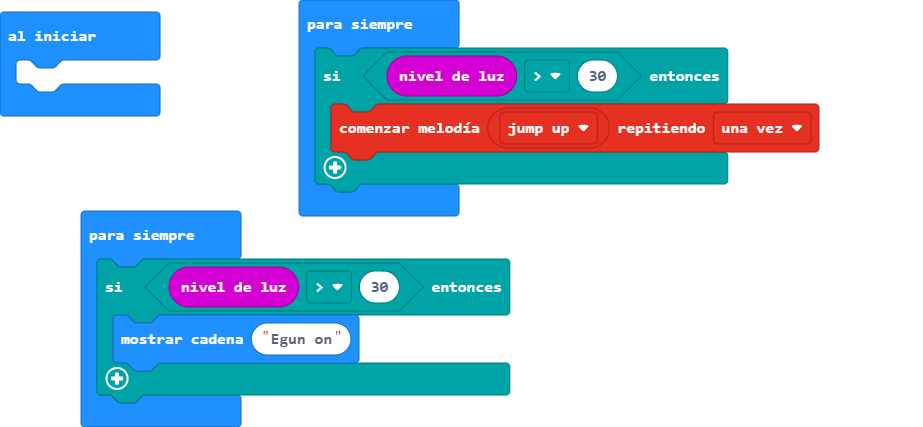 al iniciar
para siempre
si nivel de luz > 30 entonces
comenzar melodía jump up repitiendo una vez
para siempre
si nivel de luz > 30 entonces
mostrar cadena "Egun on"